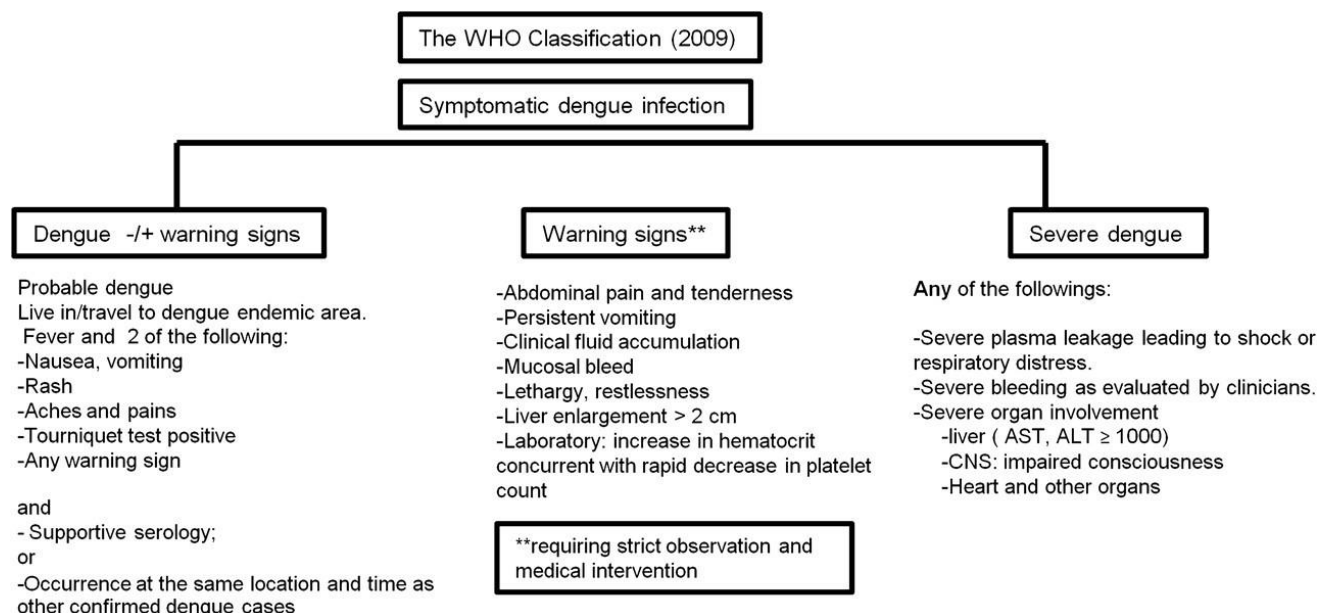 The WHO Classification (2009)
Symptomatic dengue infection
Dengue -/+ warning signs
Probable dengue
Live in/travel to dengue endemic area.
Fever and 2 of the following:
-Nausea, vomiting
-Rash
-Aches and pains
-Tourniquet test positive
-Any warning sign
and
- Supportive serology;
or
-Occurrence at the same location and time as
other confirmed dengue cases
Warning signs**
-Abdominal pain and tenderness
-Persistent vomiting
-Clinical fluid accumulation
-Mucosal bleed
-Lethargy, restlessness
-Liver enlargement > 2 cm
-Laboratory: increase in hematocrit
concurrent with rapid decrease in platelet
count
**requiring strict observation and
medical intervention
Severe dengue
Any of the followings:
-Severe plasma leakage leading to shock or
respiratory distress.
-Severe bleeding as evaluated by clinicians.
-Severe organ involvement
-liver ( AST, ALT ≥ 1000)
-CNS: impaired consciousness
-Heart and other organs